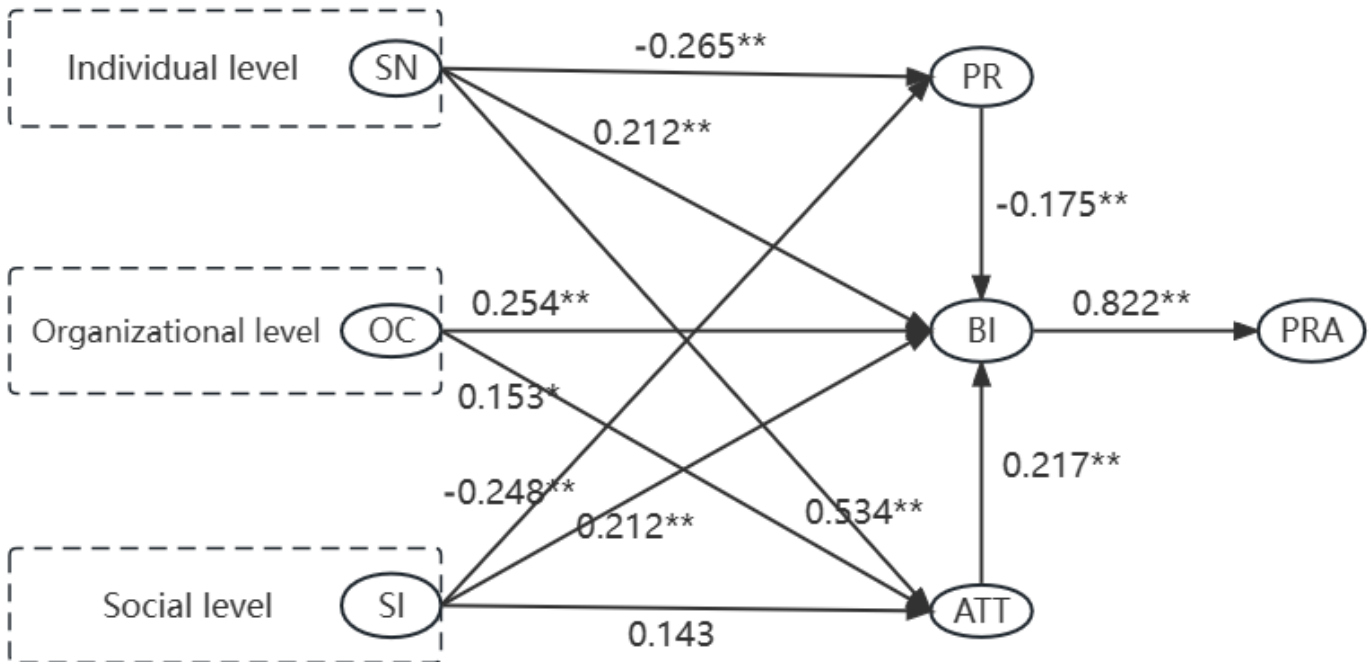 Individual level
SN
-0.265**
PR
0.212**
-0.175**
Organizational level
OC
0.254**
BI
0.822**
PRA
0.153*
-0.248**
0.212**
0.534**
0.217**
Social level
SI
0.143
ATT